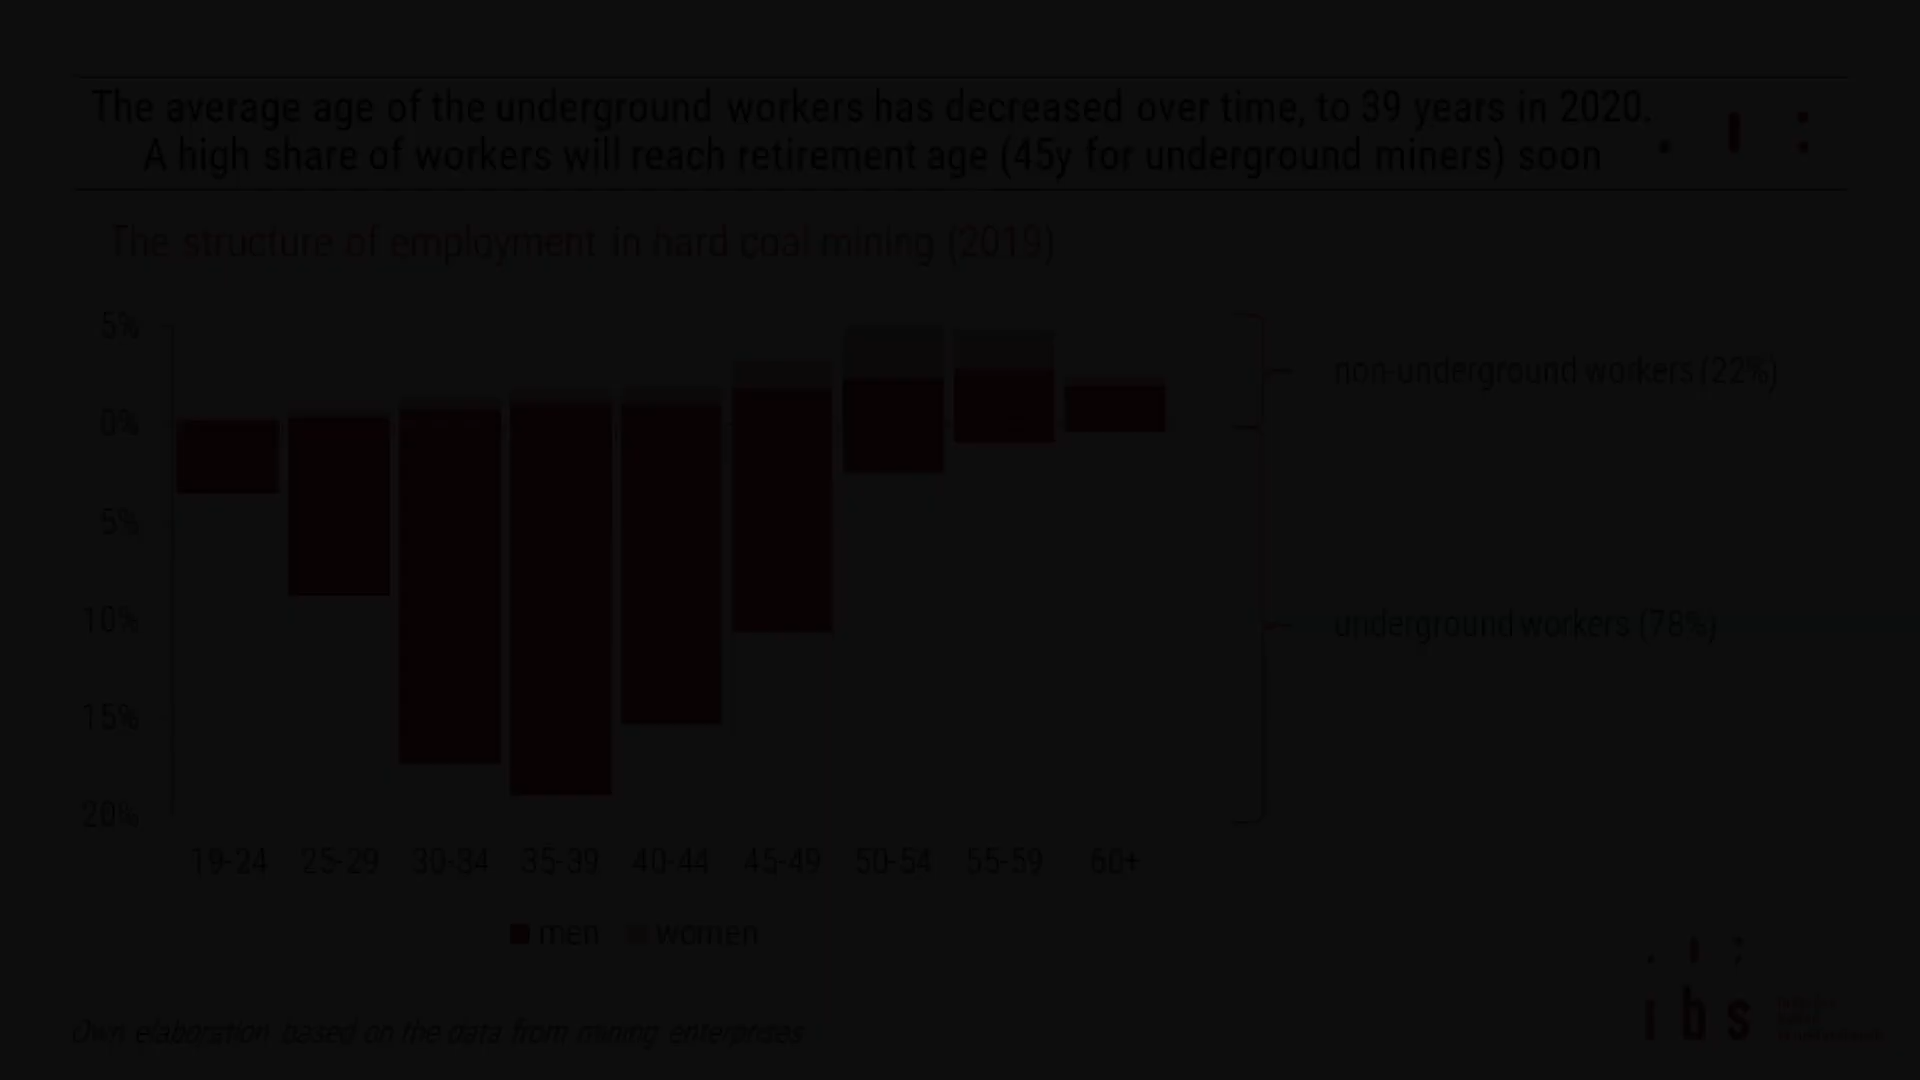 The average age of the underground workers has decreased over time, to 39 years in 2020.
A high share of workers will reach retirement age (45y for underground miners) soon
The structure of employment in hard coal mining (2019)
5%
0%
5%
10%
15%
20%
non-underground workers (22%)
underground workers (78%)
19-24 25-29 30-34 35-39 40-44 45-49 50-54 55-59 60+
men women
Own elaboration based on the data from mining enterprises
ibs